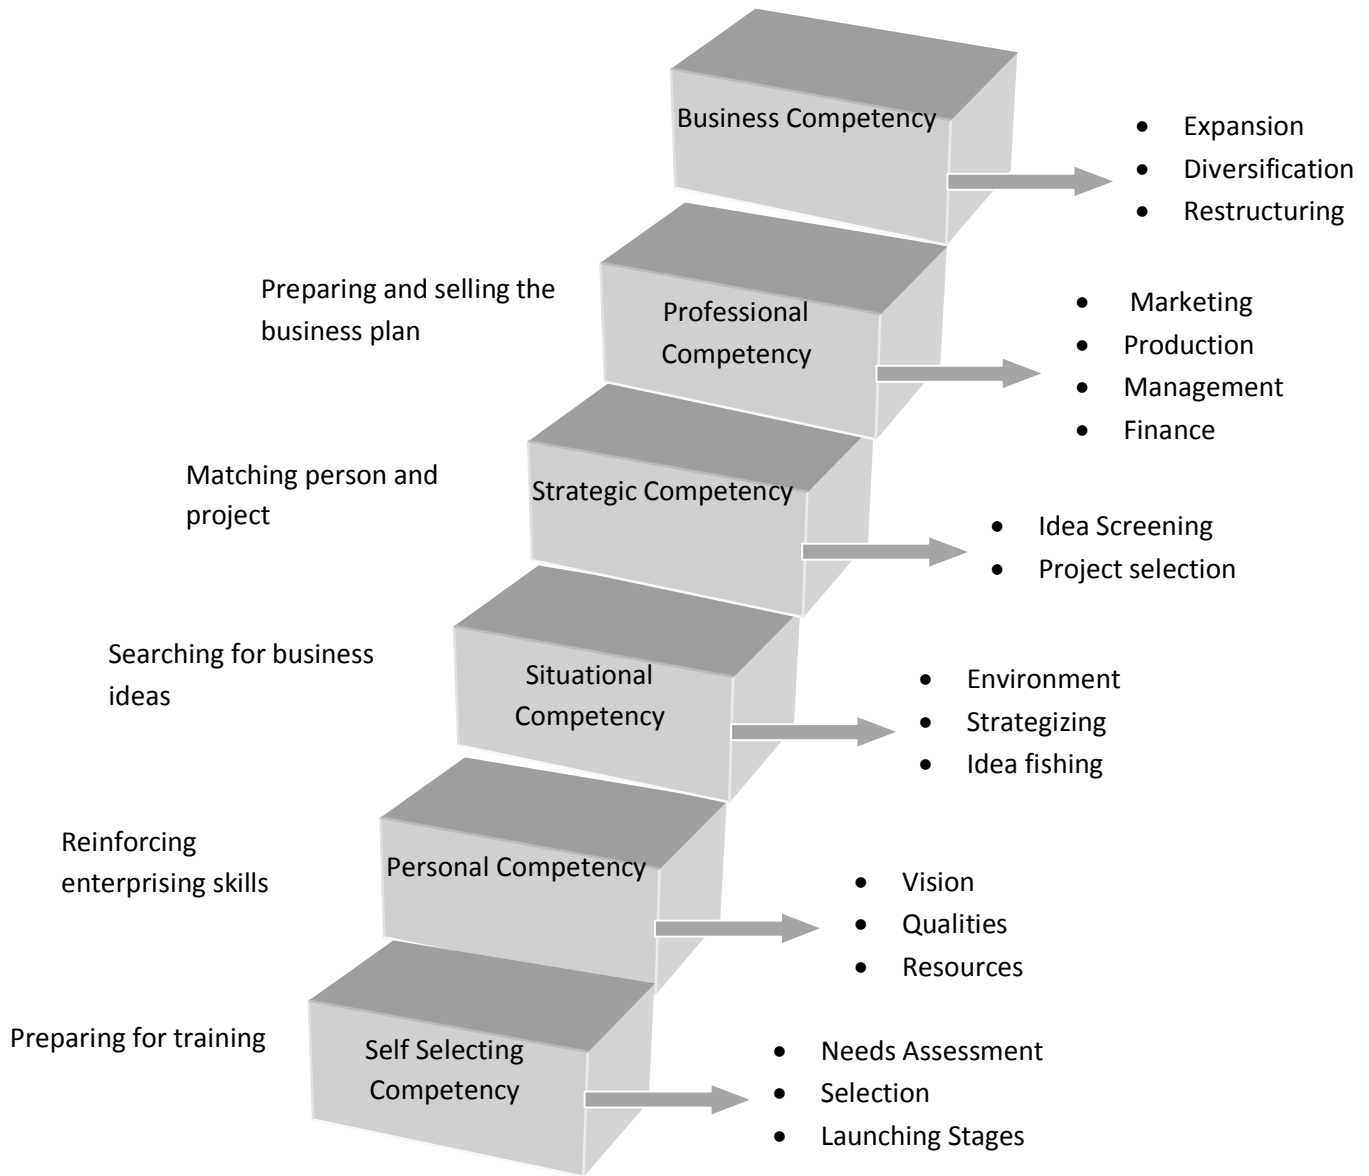 Business Competency
• Expansion
• Diversification
• Restructuring
Preparing and selling the
business plan
Professional
Competency
• Marketing
• Production
• Management
• Finance
Matching person and
project
Strategic Competency
• Idea Screening
• Project selection
Searching for business
ideas
Situational
Competency
• Environment
• Strategizing
• Idea fishing
Reinforcing
enterprising skills
Personal Competency
• Vision
• Qualities
• Resources
Preparing for training
Self Selecting
Competency
• Needs Assessment
• Selection
• Launching Stages